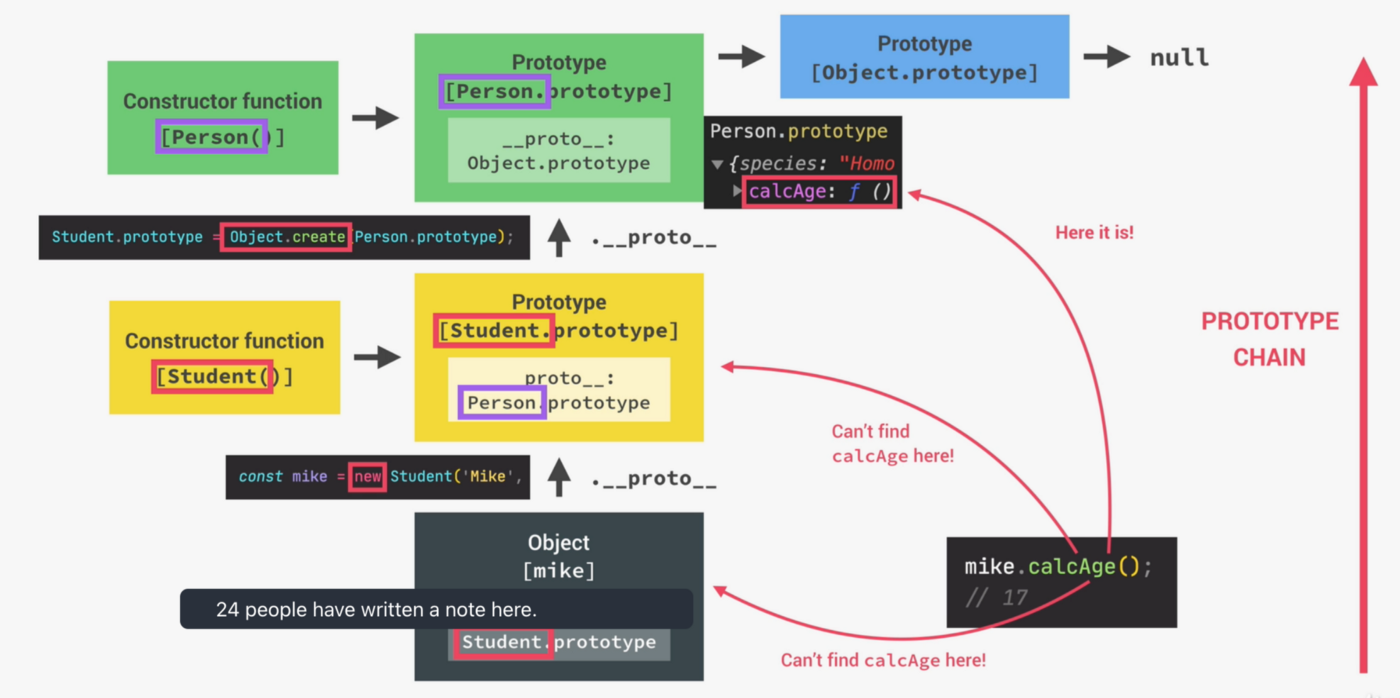 Constructor function
[Person()]
Prototype
[Person.prototype]
__proto__:
Object.prototype
Prototype
[Object.prototype]
null
Person.prototype
{species: "Homo
calcAge: ƒ ()
Student.prototype = Object.create(Person.prototype);
.__proto__
Here it is!
Constructor function
[Student()]
Prototype
[Student.prototype]
proto__:
Person.prototype
PROTOTYPE
CHAIN
Can't find
calcAge here!
const mike = new Student('Mike',
.__proto__
Object
[mike]
24 people have written a note here.
Student.prototype
mike.calcAge();
// 17
Can't find calcAge here!